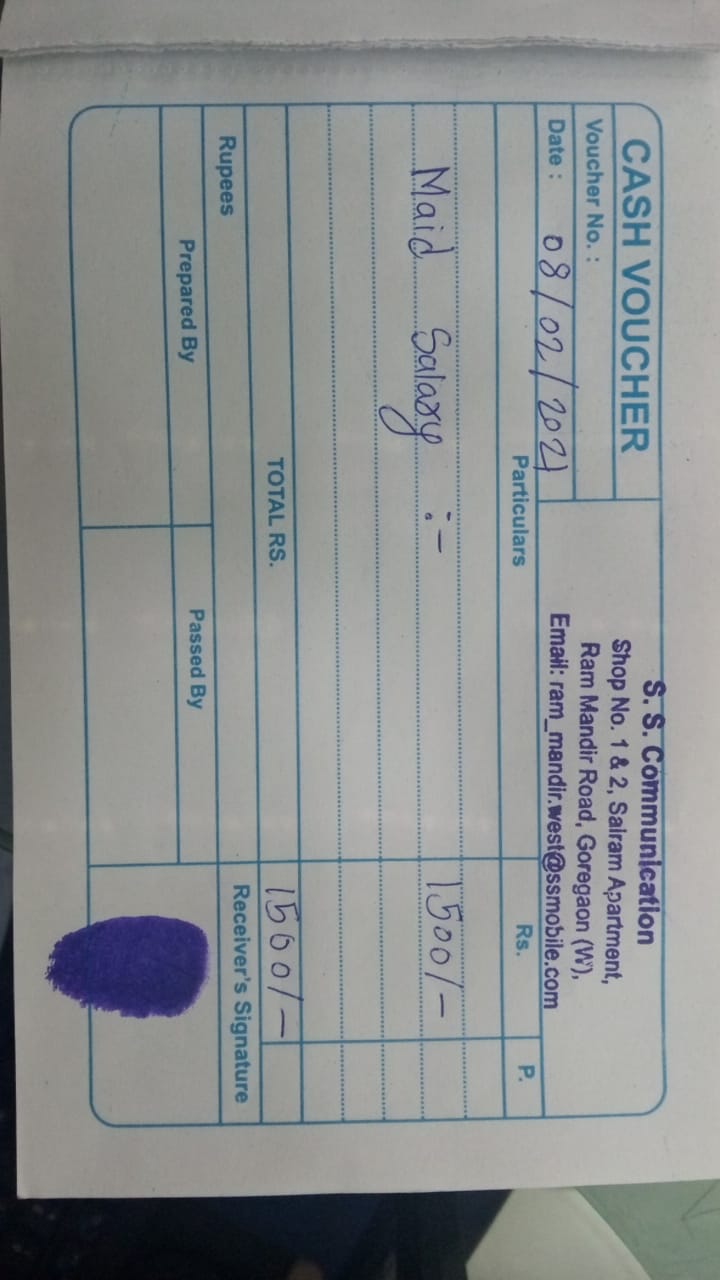 CASH VOUCHER
Voucher No. :
Date : 08/02/2021
S. S. Communication
Shop No. 1 & 2, Sairam Apartment,
Ram Mandir Road, Goregaon (W),
Email: ram_mandir.west@ssmobile.com
Particulars Rs. P.
Maid Salary :- 1500/-
TOTAL RS. 1500/-
Rupees Receiver's Signature
Prepared By Passed By